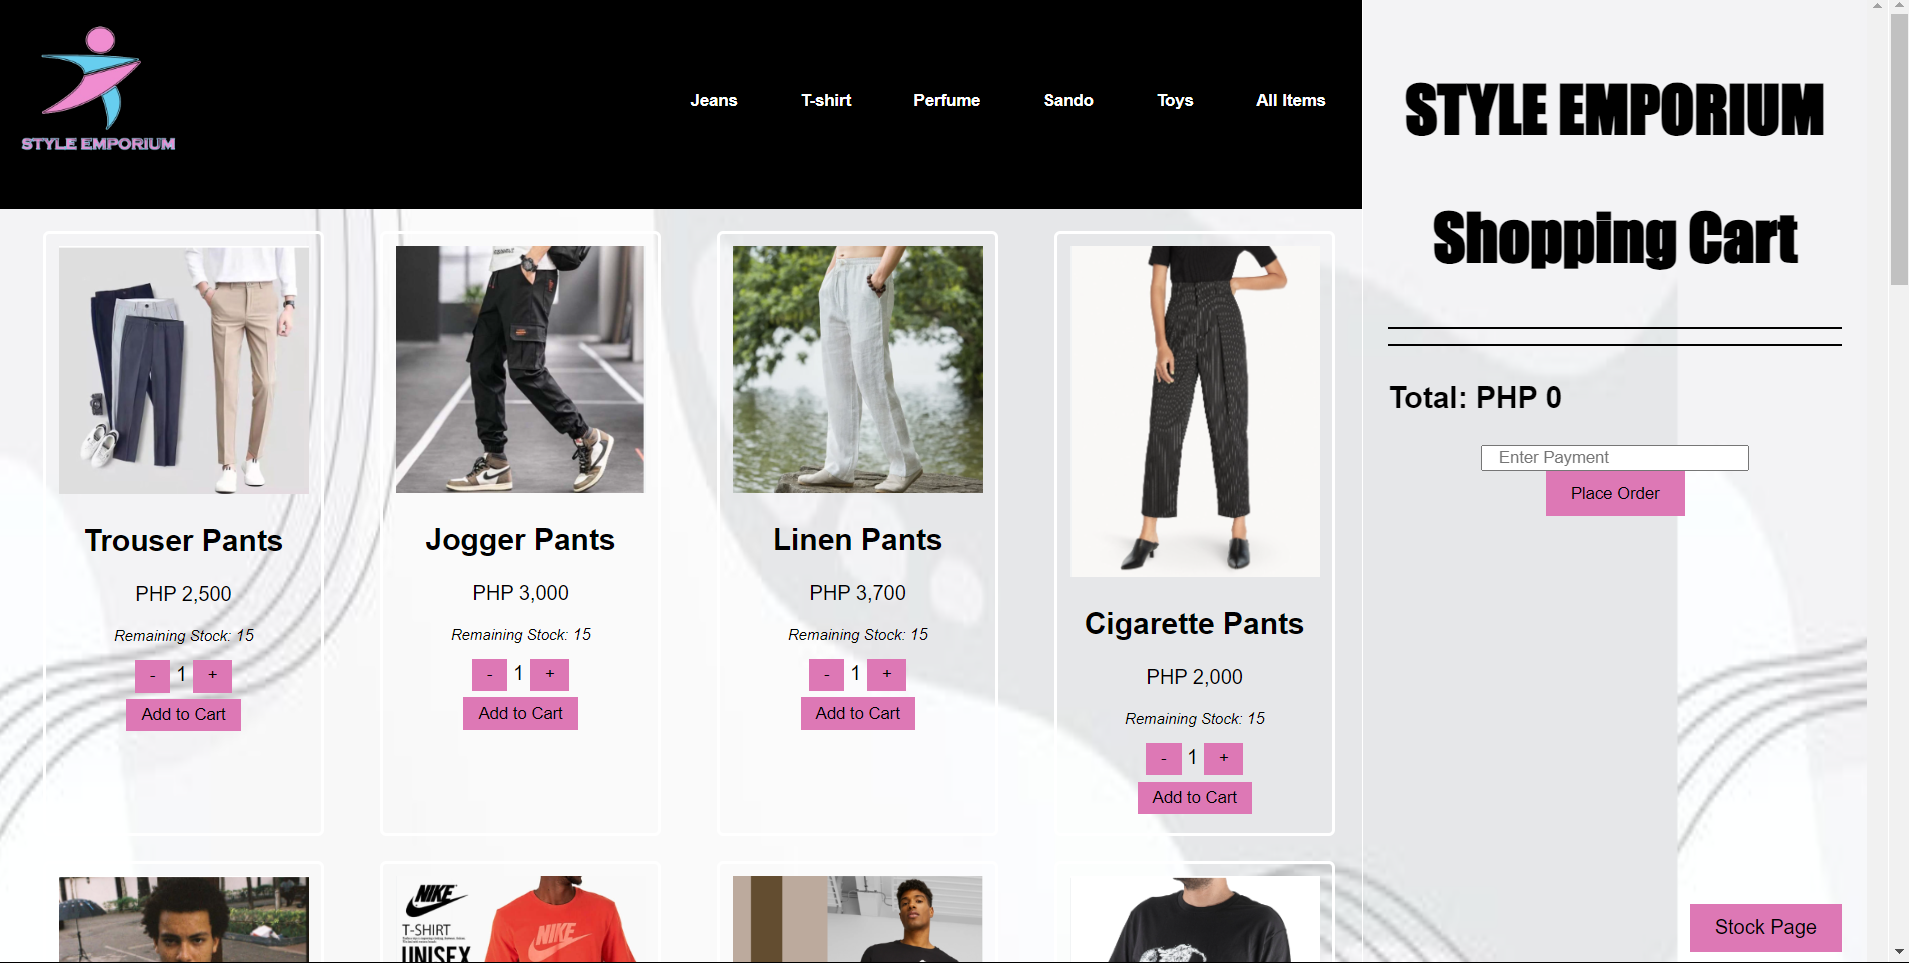 STYLE EMPORIUM
Jeans
T-shirt
Perfume
Sando
Toys
All Items
Trouser Pants
PHP 2,500
Remaining Stock: 15
- 1 +
Add to Cart
Jogger Pants
PHP 3,000
Remaining Stock: 15
- 1 +
Add to Cart
Linen Pants
PHP 3,700
Remaining Stock: 15
- 1 +
Add to Cart
Cigarette Pants
PHP 2,000
Remaining Stock: 15
- 1 +
Add to Cart
NIKE
T-SHIRT
UNISEX
NIKE
STYLE EMPORIUM
Shopping Cart
Total: PHP 0
Enter Payment
Place Order
Stock Page